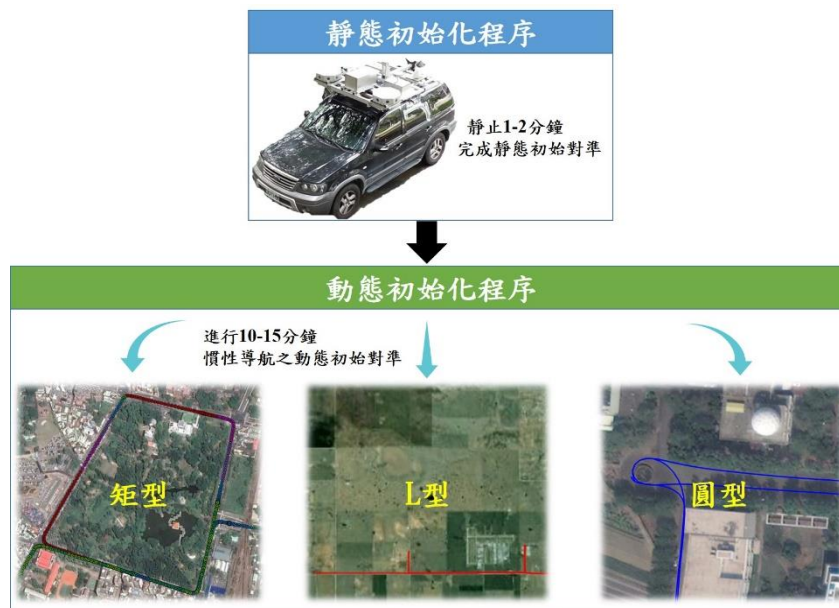 靜態初始化程序
靜止1-2分鐘
完成靜態初始對準
動態初始化程序
進行10-15分鐘
慣性導航之動態初始對準
矩型
L型
圓型